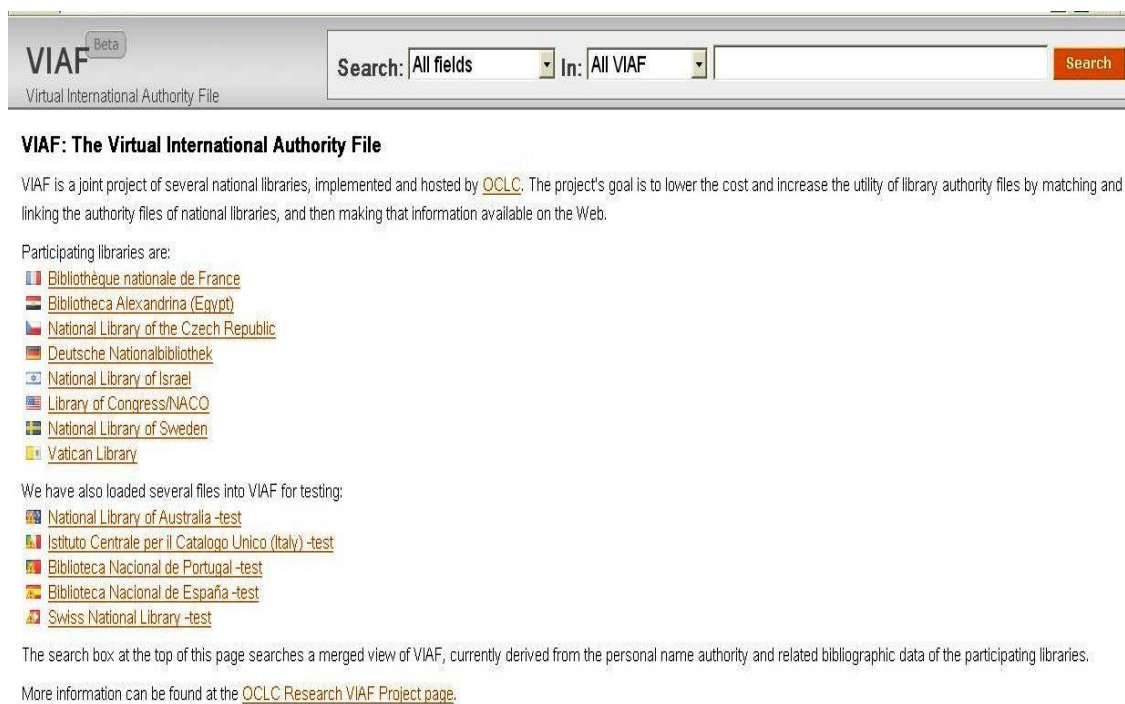 VIAF Beta
Virtual International Authority File
Search: All fields In: All VIAF Search
VIAF: The Virtual International Authority File
VIAF is a joint project of several national libraries, implemented and hosted by OCLC. The project's goal is to lower the cost and increase the utility of library authority files by matching and
linking the authority files of national libraries, and then making that information available on the Web.
Participating libraries are:
Bibliothèque nationale de France
Bibliotheca Alexandrina (Egypt)
National Library of the Czech Republic
Deutsche Nationalbibliothek
National Library of Israel
Library of Congress/NACO
National Library of Sweden
Vatican Library
We have also loaded several files into VIAF for testing:
National Library of Australia -test
Istituto Centrale per il Catalogo Unico (Italy) -test
Biblioteca Nacional de Portugal -test
Biblioteca Nacional de España -test
Swiss National Library -test
The search box at the top of this page searches a merged view of VIAF, currently derived from the personal name authority and related bibliographic data of the participating libraries.
More information can be found at the OCLC Research VIAF Project page.